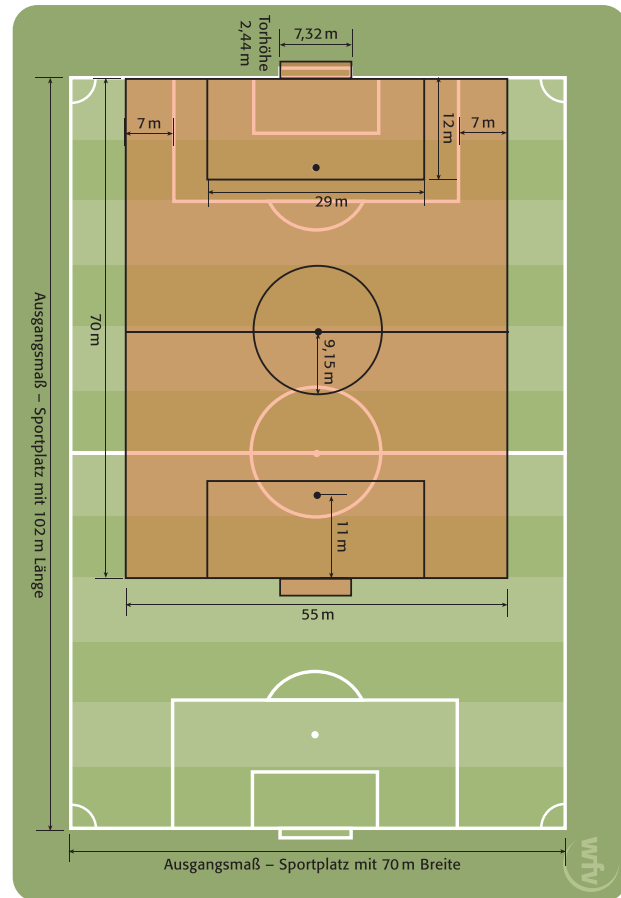 Torhöhe
2,44 m
7,32 m
7 m
12 m
7 m
29 m
70 m
9,15 m
11 m
55 m
Ausgangsmaß – Sportplatz mit 102 m Länge
Ausgangsmaß – Sportplatz mit 70 m Breite
wfv